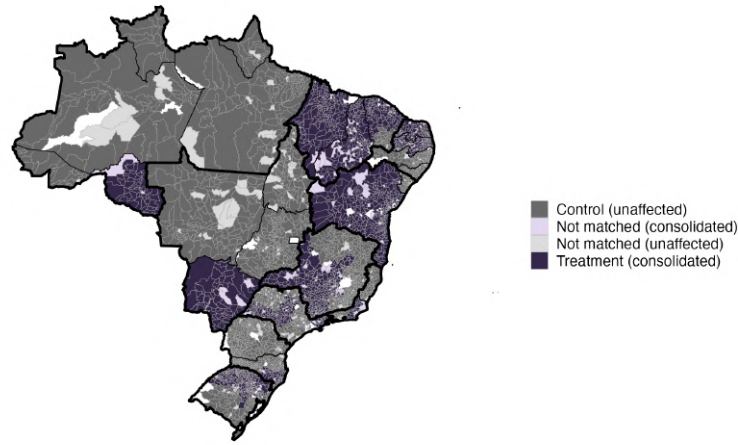 Control (unaffected)
Not matched (consolidated)
Not matched (unaffected)
Treatment (consolidated)